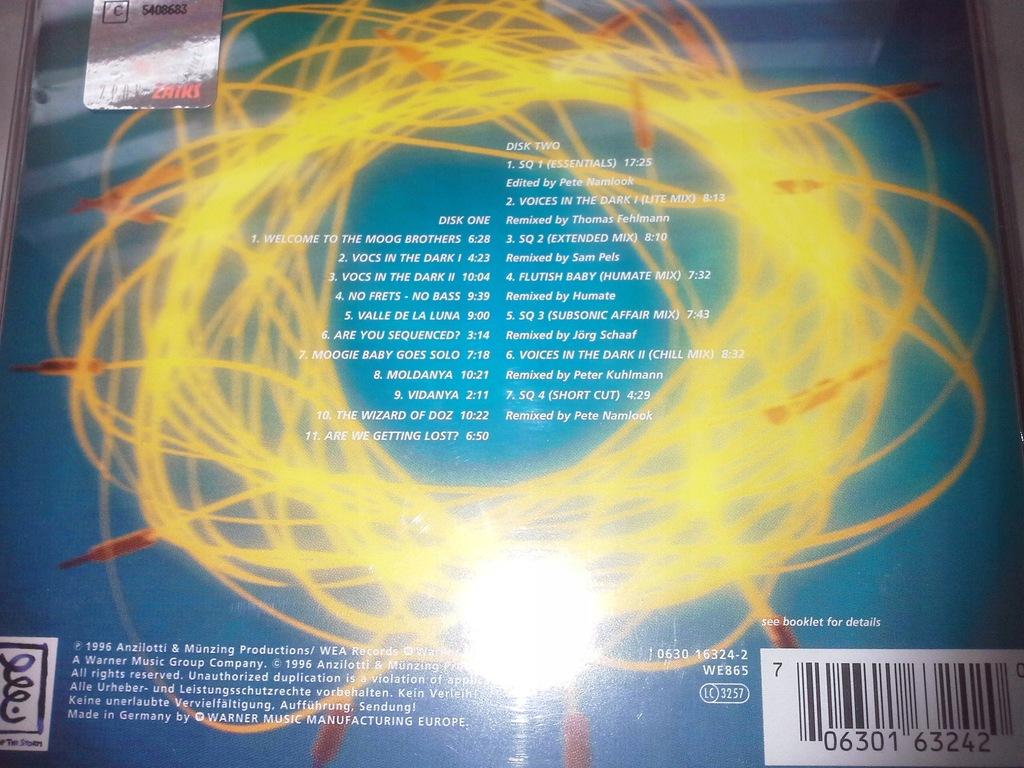 C 5408683
ZPAV ZAIKS
DISK ONE
1. WELCOME TO THE MOOG BROTHERS 6:28
2. VOCS IN THE DARK I 4:23
3. VOCS IN THE DARK II 10:04
4. NO FRETS - NO BASS 9:39
5. VALLE DE LA LUNA 9:00
6. ARE YOU SEQUENCED? 3:14
7. MOOGIE BABY GOES SOLO 7:18
8. MOLDANYA 10:21
9. VIDANYA 2:11
10. THE WIZARD OF DOZ 10:22
11. ARE WE GETTING LOST? 6:50
DISK TWO
1. SQ 1 (ESSENTIALS) 17:25
Edited by Pete Namlook
2. VOICES IN THE DARK I (LITE MIX) 8:13
Remixed by Thomas Fehlmann
3. SQ 2 (EXTENDED MIX) 8:10
Remixed by Sam Pels
4. FLUTISH BABY (HUMATE MIX) 7:32
Remixed by Humate
5. SQ 3 (SUBSONIC AFFAIR MIX) 7:43
Remixed by Jörg Schaaf
6. VOICES IN THE DARK II (CHILL MIX) 8:32
Remixed by Peter Kuhlmann
7. SQ 4 (SHORT CUT) 4:29
Remixed by Pete Namlook
see booklet for details
OF THE STORM
℗ 1996 Anzilotti & Münzing Productions/ WEA Records
A Warner Music Group Company. © 1996 Anzilotti & Münzing
All rights reserved. Unauthorized duplication is a violation of
Alle Urheber- und Leistungsschutzrechte vorbehalten. Kein Verleih!
Keine unerlaubte Vervielfältigung, Aufführung, Sendung!
Made in Germany by WARNER MUSIC MANUFACTURING EUROPE.
0630 16324-2
WE865
LC 3257
7 06301 63242 0